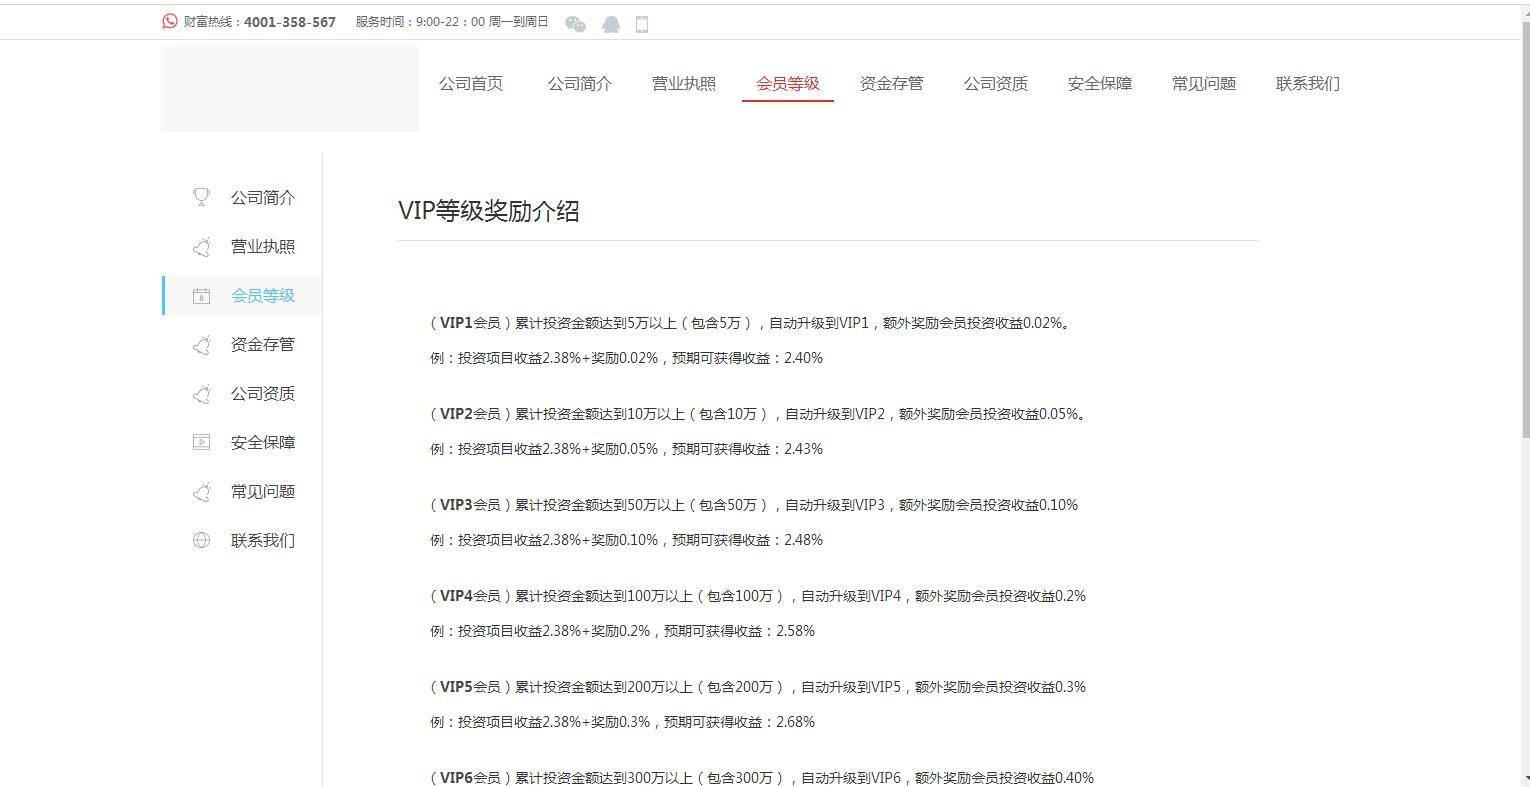 财富热线：4001-358-567 服务时间：9:00-22：00 周一到周日
公司首页 公司简介 营业执照 会员等级 资金存管 公司资质 安全保障 常见问题 联系我们
公司简介
营业执照
会员等级
资金存管
公司资质
安全保障
常见问题
联系我们
VIP等级奖励介绍
（VIP1会员）累计投资金额达到5万以上（包含5万），自动升级到VIP1，额外奖励会员投资收益0.02%。
例：投资项目收益2.38%+奖励0.02%，预期可获得收益：2.40%
（VIP2会员）累计投资金额达到10万以上（包含10万），自动升级到VIP2，额外奖励会员投资收益0.05%。
例：投资项目收益2.38%+奖励0.05%，预期可获得收益：2.43%
（VIP3会员）累计投资金额达到50万以上（包含50万），自动升级到VIP3，额外奖励会员投资收益0.10%
例：投资项目收益2.38%+奖励0.10%，预期可获得收益：2.48%
（VIP4会员）累计投资金额达到100万以上（包含100万），自动升级到VIP4，额外奖励会员投资收益0.2%
例：投资项目收益2.38%+奖励0.2%，预期可获得收益：2.58%
（VIP5会员）累计投资金额达到200万以上（包含200万），自动升级到VIP5，额外奖励会员投资收益0.3%
例：投资项目收益2.38%+奖励0.3%，预期可获得收益：2.68%
（VIP6会员）累计投资金额达到300万以上（包含300万），自动升级到VIP6，额外奖励会员投资收益0.40%